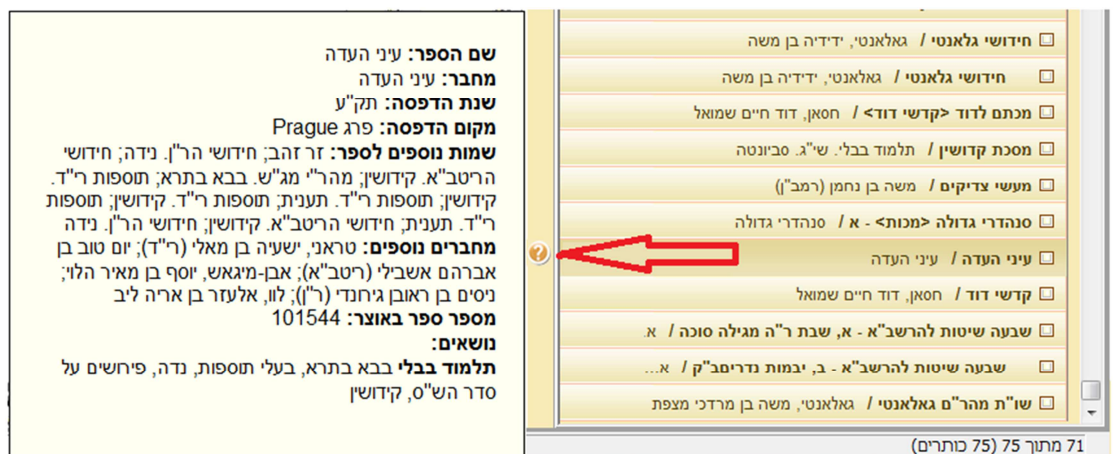 חידושי גלאנטי / גאלאנטי, ידידיה בן משה
חידושי גלאנטי / גאלאנטי, ידידיה בן משה
מכתם לדוד <קדשי דוד> / חסאן, דוד חיים שמואל
מסכת קדושין / תלמוד בבלי. שי"ג. סביונטה
מעשי צדיקים / משה בן נחמן (רמב"ן)
סנהדרי גדולה <מכות> - א / סנהדרי גדולה
עיני העדה / עיני העדה
קדשי דוד / חסאן, דוד חיים שמואל
שבעה שיטות להרשב"א - א, שבת ר"ה מגילה סוכה / א.
שבעה שיטות להרשב"א - ב, יבמות נדריםב"ק / א...
שו"ת מהר"ם גאלאנטי / גאלאנטי, משה בן מרדכי מצפת
71 מתוך 75 (75 כותרים)
?
שם הספר: עיני העדה
מחבר: עיני העדה
שנת הדפסה: תק"ע
מקום הדפסה: פרג Prague
שמות נוספים לספר: זר זהב; חידושי הר"ן. נידה; חידושי
הריטב"א. קידושין; מהר"י מג"ש. בבא בתרא; תוספות רי"ד.
קידושין; תוספות רי"ד. תענית; תוספות רי"ד. קידושין; תוספות
רי"ד. תענית; חידושי הריטב"א. קידושין; חידושי הר"ן. נידה
מחברים נוספים: טראני, ישעיה בן מאלי (רי"ד); יום טוב בן
אברהם אשבילי (ריטב"א); אבן-מיגאש, יוסף בן מאיר הלוי;
ניסים בן ראובן גירונדי (ר"ן); לוו, אלעזר בן אריה ליב
מספר ספר באוצר: 101544
נושאים:
תלמוד בבלי בבא בתרא, בעלי תוספות, נדה, פירושים על
סדר הש"ס, קידושין